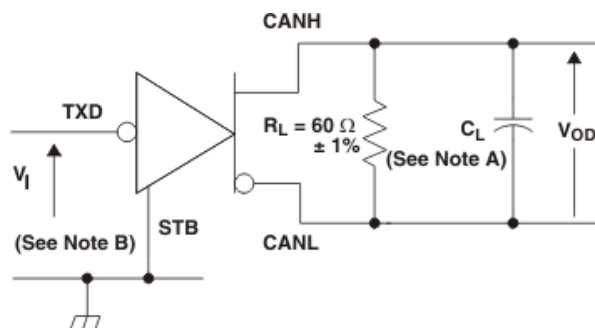 CANH
TXD
R_L = 60 Ω
± 1%
(See Note A)
C_L
V_OD
V_I
(See Note B)
STB
CANL